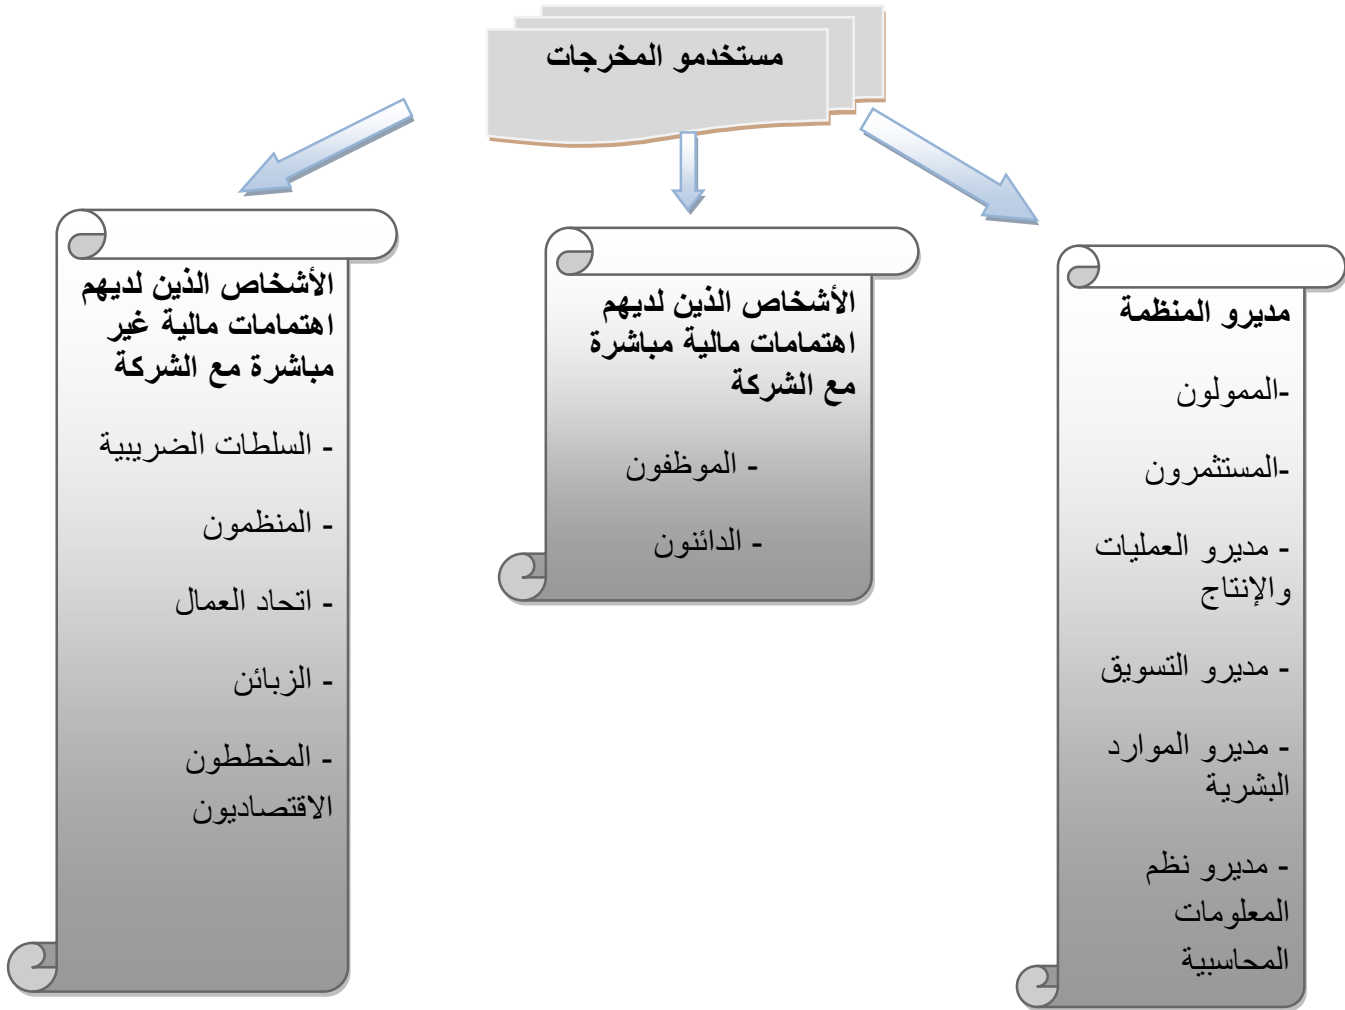 مستخدمو المخرجات
مديرو المنظمة
-الممولون
-المستثمرون
- مديرو العمليات
والإنتاج
- مديرو التسويق
- مديرو الموارد
البشرية
- مديرو نظم
المعلومات
المحاسبية
الأشخاص الذين لديهم
اهتمامات مالية مباشرة
مع الشركة
- الموظفون
- الدائنون
الأشخاص الذين لديهم
اهتمامات مالية غير
مباشرة مع الشركة
- السلطات الضريبية
- المنظمون
- اتحاد العمال
- الزبائن
- المخططون
الاقتصاديون